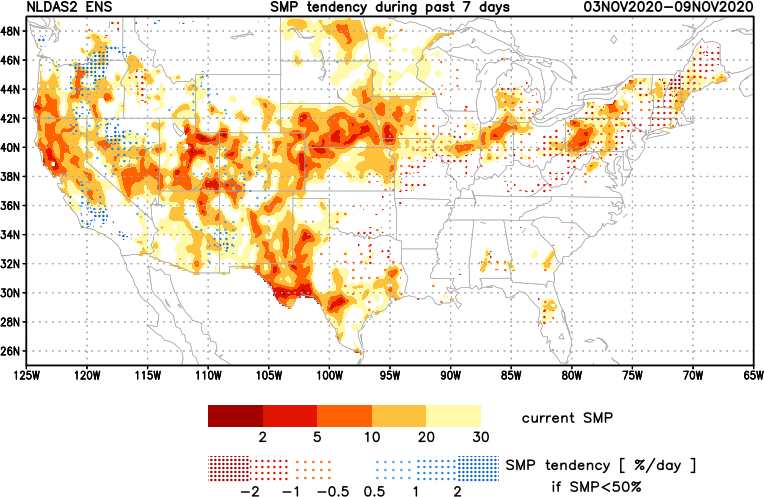 NLDAS2 ENS SMP tendency during past 7 days 03NOV2020−09NOV2020
48N
46N
44N
42N
40N
38N
36N
34N
32N
30N
28N
26N
125W 120W 115W 110W 105W 100W 95W 90W 85W 80W 75W 70W 65W
current SMP
2 5 10 20 30
SMP tendency [ %/day ]
−2 −1 −0.5 0.5 1 2 if SMP<50%